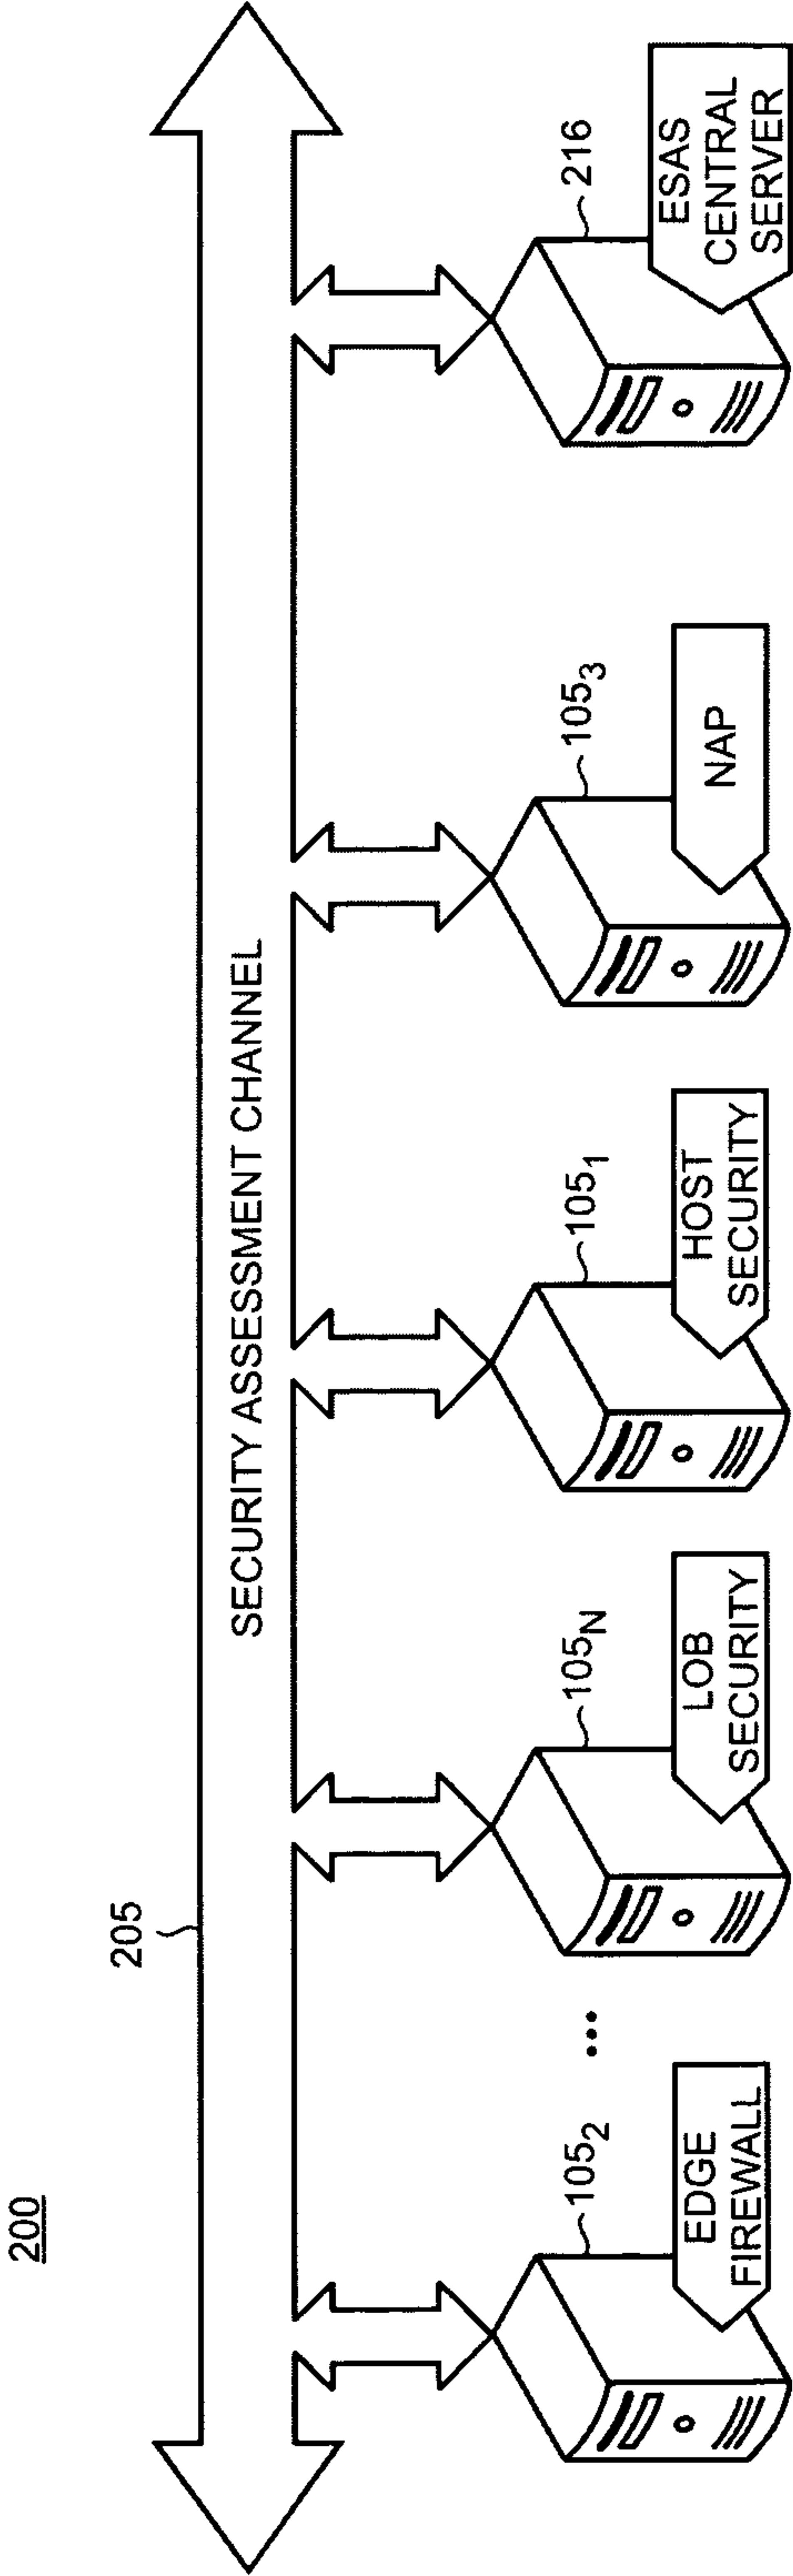 200
205
SECURITY ASSESSMENT CHANNEL
105₂
EDGE
FIREWALL
...
105N
LOB
SECURITY
105₁
HOST
SECURITY
105₃
NAP
216
ESAS
CENTRAL
SERVER